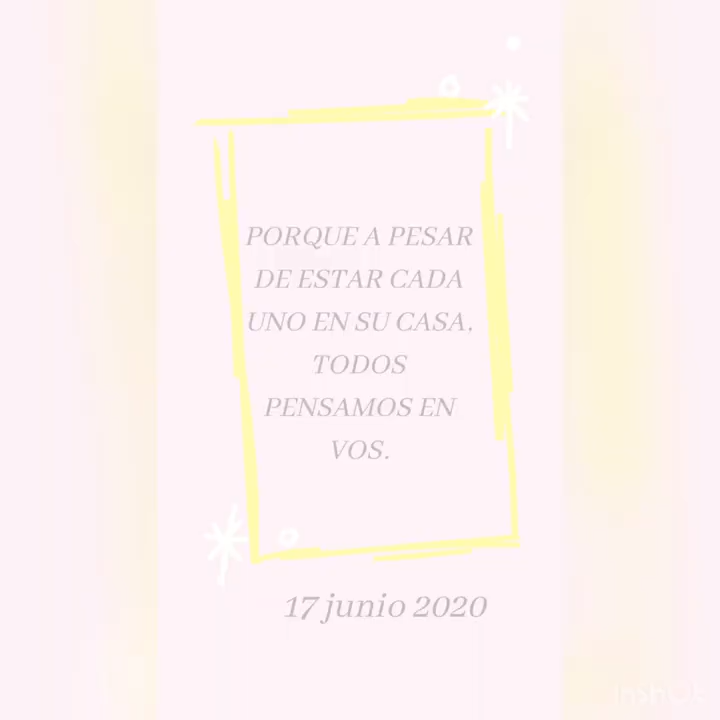 PORQUE A PESAR
DE ESTAR CADA
UNO EN SU CASA,
TODOS
PENSAMOS EN
VOS.
17 junio 2020
InShOt